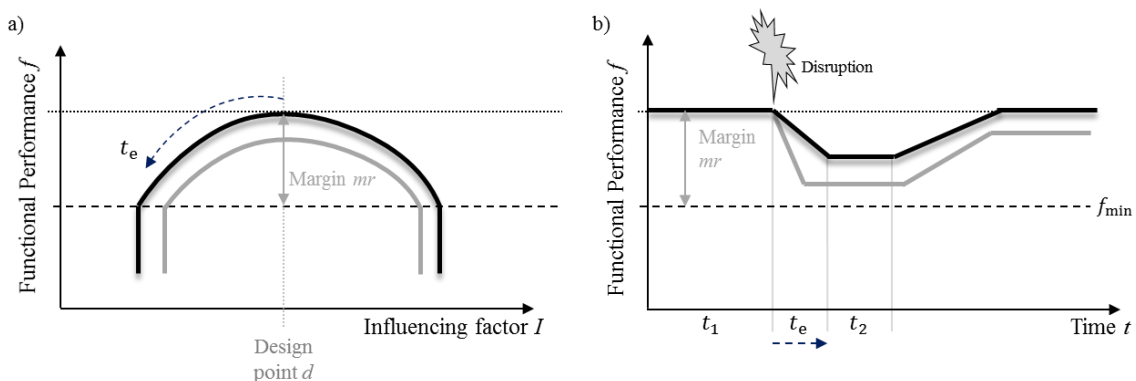 a)
Functional Performance f
t_e
Margin mr
Influencing factor I
Design
point d
b)
Functional Performance f
Disruption
Margin mr
f_min
t_1
t_e
t_2
Time t